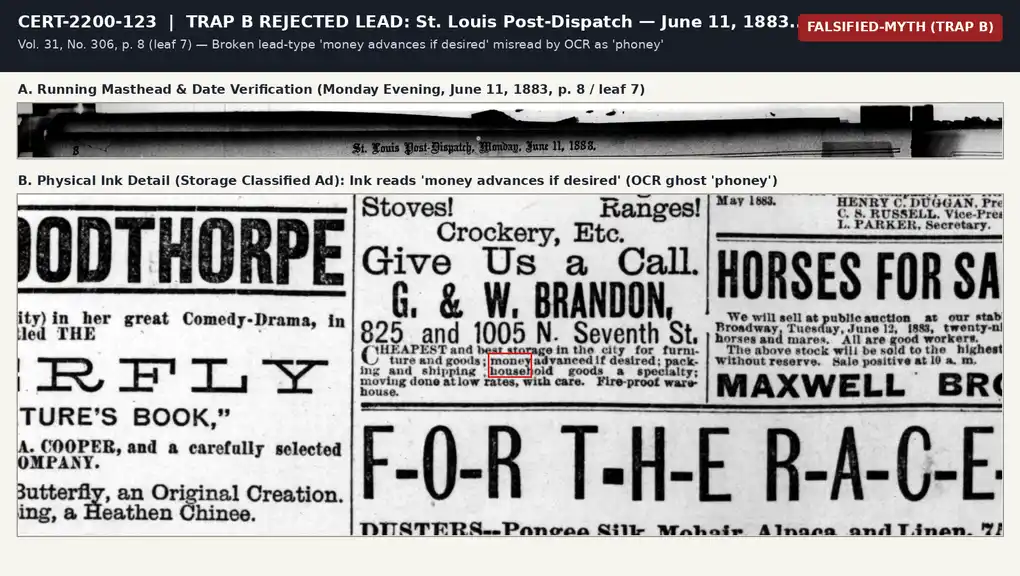 CERT-2200-123 | TRAP B REJECTED LEAD: St. Louis Post-Dispatch — June 11, 1883..
FALSIFIED-MYTH (TRAP B)
Vol. 31, No. 306, p. 8 (leaf 7) — Broken lead-type 'money advances if desired' misread by OCR as 'phoney'
A. Running Masthead & Date Verification (Monday Evening, June 11, 1883, p. 8 / leaf 7)
8
St. Louis Post-Dispatch, Monday, June 11, 1883.
B. Physical Ink Detail (Storage Classified Ad): Ink reads 'money advances if desired' (OCR ghost 'phoney')
OODTHORPE
ity) in her great Comedy-Drama, in
led THE
RFLY
TURE'S BOOK,"
A. COOPER, and a carefully selected
OMPANY.
Butterfly, an Original Creation.
ing, a Heathen Chinee.
Stoves! Ranges!
Crockery, Etc.
Give Us a Call.
G. & W. BRANDON,
825 and 1005 N. Seventh St.
CHEAPEST and best storage in the city for furni-
ture and goods; money advanced if desired; pack-
ing and shipping household goods a specialty;
moving done at low rates, with care. Fire-proof ware-
house.
May 1883.
HENRY C. DUGGAN, Pre
C. S. RUSSELL, Vice-Pres
L. PARKER, Secretary.
HORSES FOR SA
We will sell at public auction at our stab
Broadway, Tuesday, June 12, 1883, twenty-ni
horses and mares. All are good workers.
The above stock will be sold to the highest
without reserve. Sale positive at 10 a. m.
MAXWELL BRO
F-O-R T-H-E R-A-C-E-
DUSTERS--Pongee Silk, Mohair, Alpaca and Linen, 75